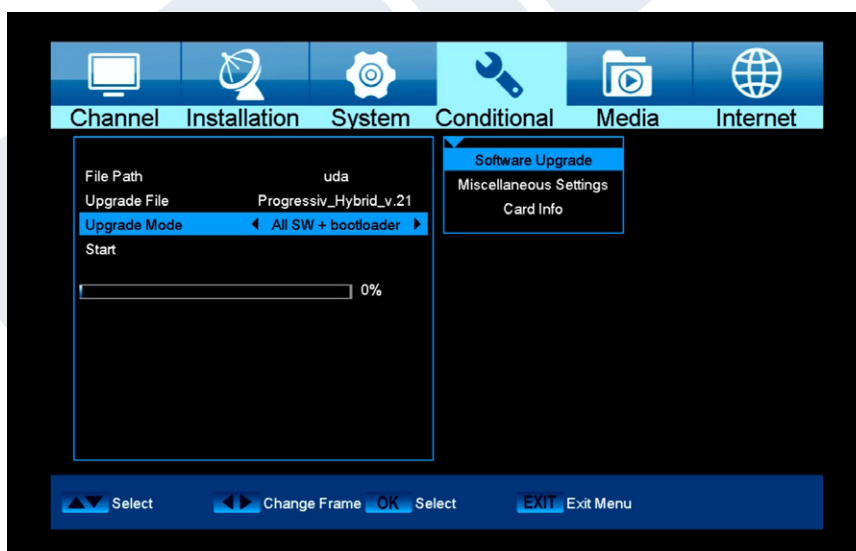 Channel Installation System Conditional Media Internet
File Path uda
Upgrade File Progressiv_Hybrid_v.21
Upgrade Mode All SW + bootloader
Start
0%
Software Upgrade
Miscellaneous Settings
Card Info
Select Change Frame OK Select EXIT Exit Menu